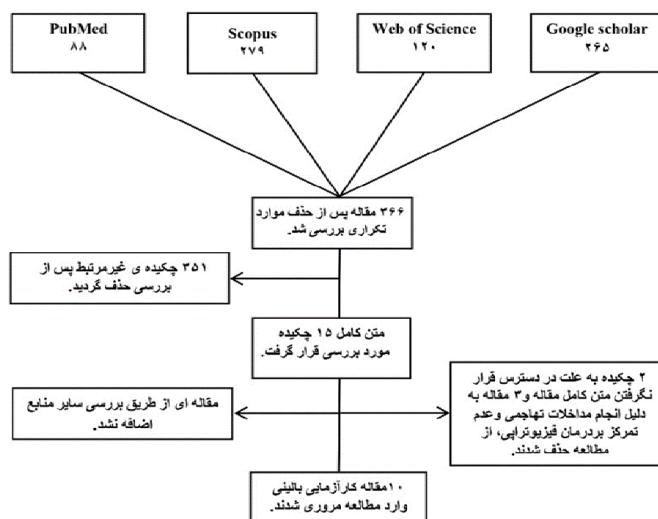 PubMed
۸۸
Scopus
۲۷۹
Web of Science
۱۲۰
Google scholar
۲۶۵
۳۶۶ مقاله پس از حذف موارد
تکراری بررسی شد.
۳۵۱ چکیده ی غیرمرتبط پس از
بررسی حذف گردید.
متن کامل ۱۵ چکیده
مورد بررسی قرار گرفت.
۲ چکیده به علت در دسترس قرار
نگرفتن متن کامل مقاله و۳ مقاله به
دلیل انجام مداخلات تهاجمی وعدم
تمرکز بردرمان فیزیوتراپی، از
مطالعه حذف شدند.
مقاله ای از طریق بررسی سایر منابع
اضافه نشد.
۱۰مقاله کارآزمایی بالینی
وارد مطالعه مروری شدند.